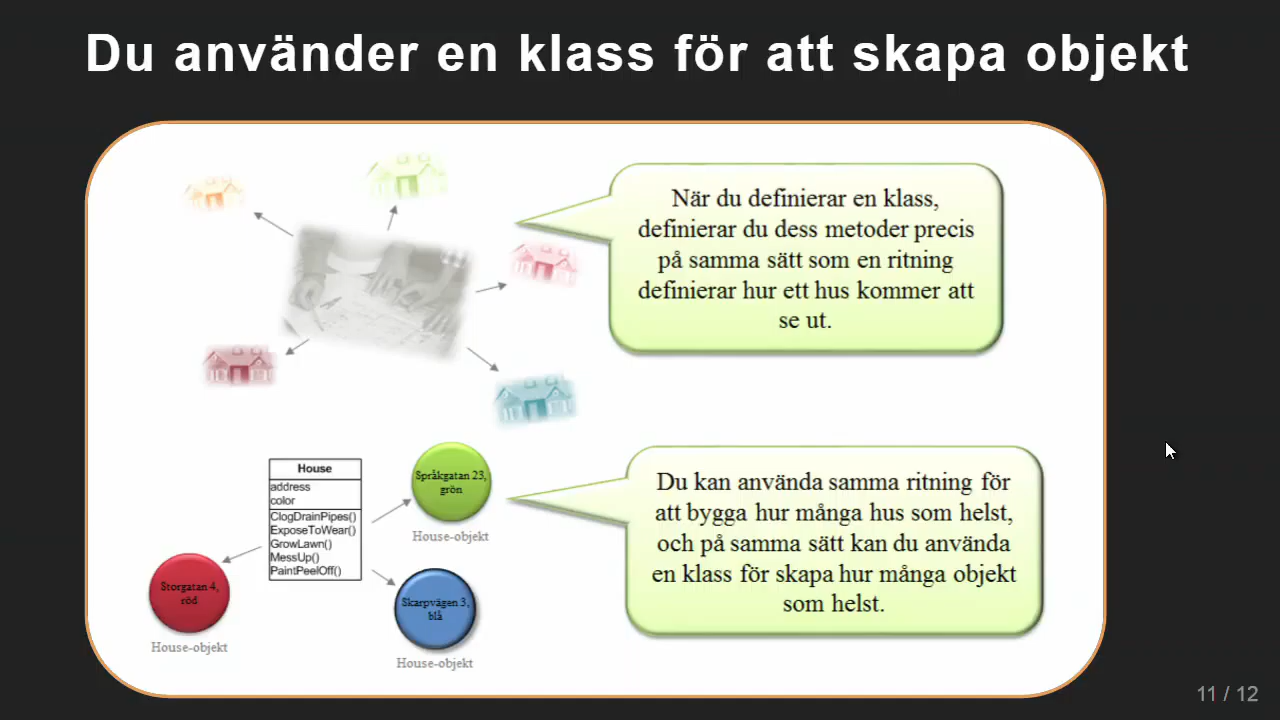 Du använder en klass för att skapa objekt
När du definierar en klass,
definierar du dess metoder precis
på samma sätt som en ritning
definierar hur ett hus kommer att
se ut.
House
address
color
ClogDrainPipes()
ExposeToWear()
GrowLawn()
MessUp()
PaintPeelOff()
Språkgatan 23,
grön
House-objekt
Storgatan 4,
röd
House-objekt
Skarpvägen 3,
blå
House-objekt
Du kan använda samma ritning för
att bygga hur många hus som helst,
och på samma sätt kan du använda
en klass för skapa hur många objekt
som helst.
11 / 12